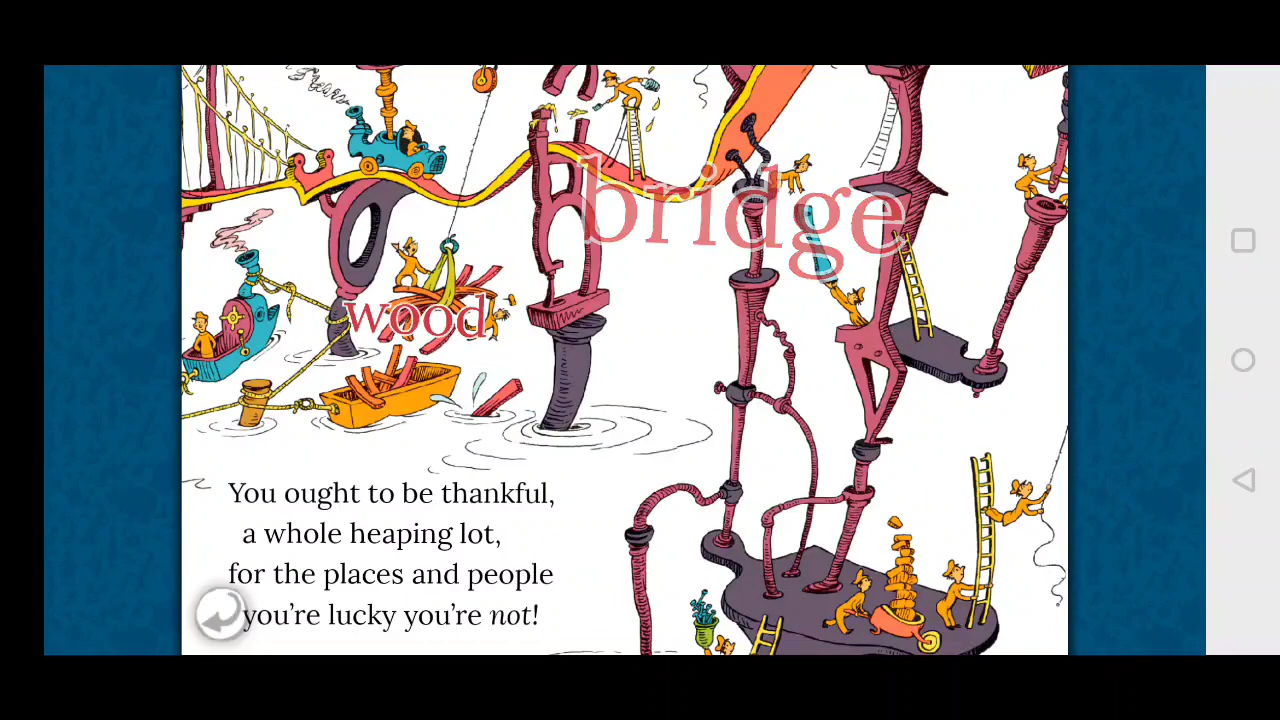 bridge
wood
You ought to be thankful,
a whole heaping lot,
for the places and people
you're lucky you're not!